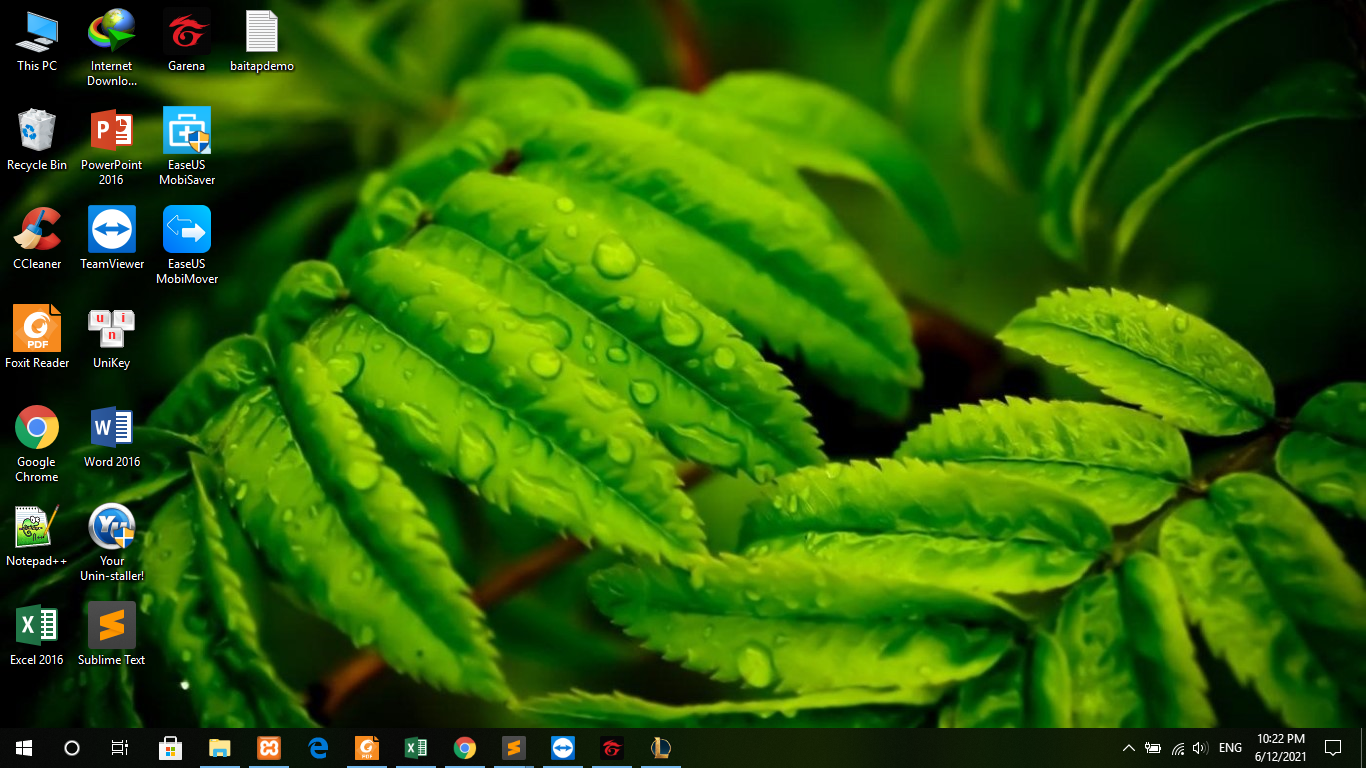 This PC
Internet
Downlo...
Garena
baitapdemo
Recycle Bin
PowerPoint
2016
EaseUS
MobiSaver
CCleaner
TeamViewer
EaseUS
MobiMover
PDF
Foxit Reader
u i
n
UniKey
Google
Chrome
Word 2016
Notepad++
Your
Unin-staller!
Excel 2016
Sublime Text
PDF
ENG
10:22 PM
6/12/2021